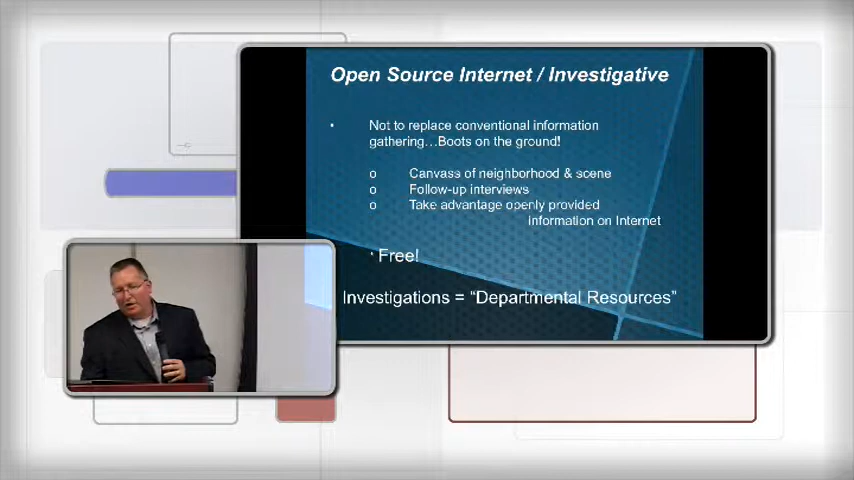 Open Source Internet / Investigative
• Not to replace conventional information
gathering…Boots on the ground!
o Canvass of neighborhood & scene
o Follow-up interviews
o Take advantage openly provided
information on Internet
• Free!
Investigations = “Departmental Resources”